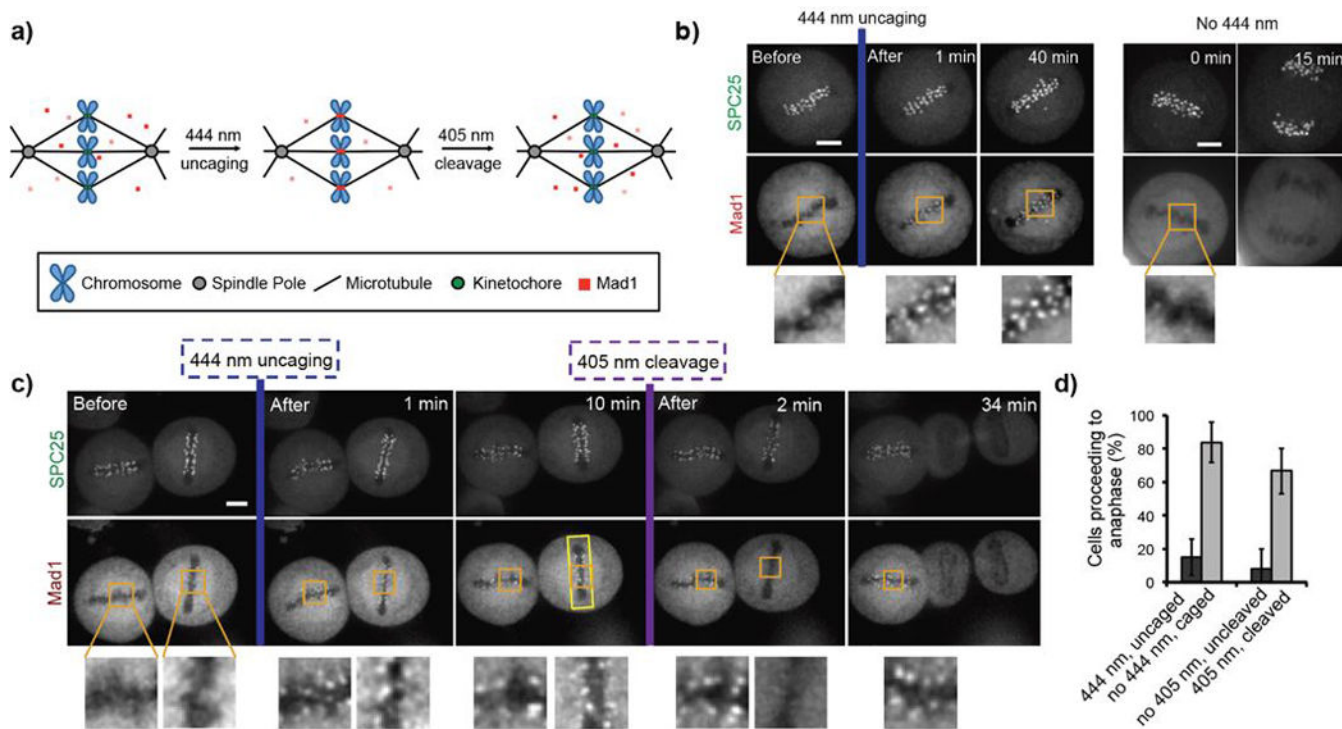 a)
444 nm
uncaging
405 nm
cleavage
Chromosome
Spindle Pole
Microtubule
Kinetochore
Mad1
b)
444 nm uncaging
No 444 nm
Before
After
1 min
40 min
0 min
15 min
SPC25
Mad1
c)
444 nm uncaging
405 nm cleavage
Before
After
1 min
10 min
After
2 min
34 min
SPC25
Mad1
d)
Cells proceeding to
anaphase (%)
100
80
60
40
20
0
444 nm, uncaged
no 444 nm, caged
no 405 nm, uncleaved
405 nm, cleaved